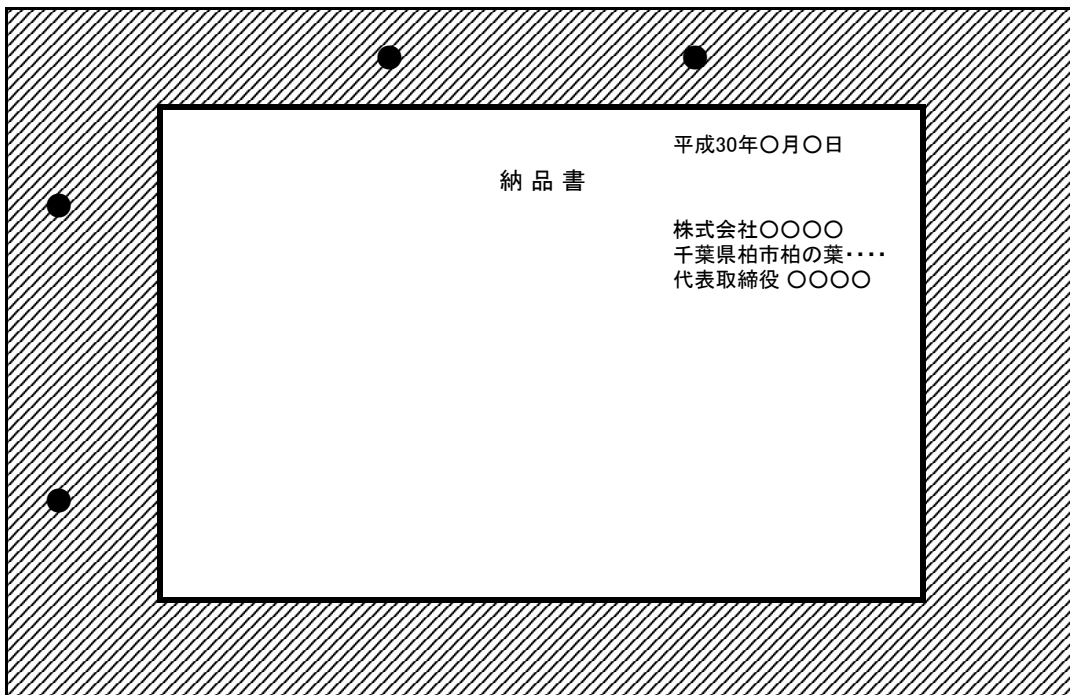 平成30年〇月〇日
納 品 書
株式会社〇〇〇〇
千葉県柏市柏の葉・・・・
代表取締役 〇〇〇〇